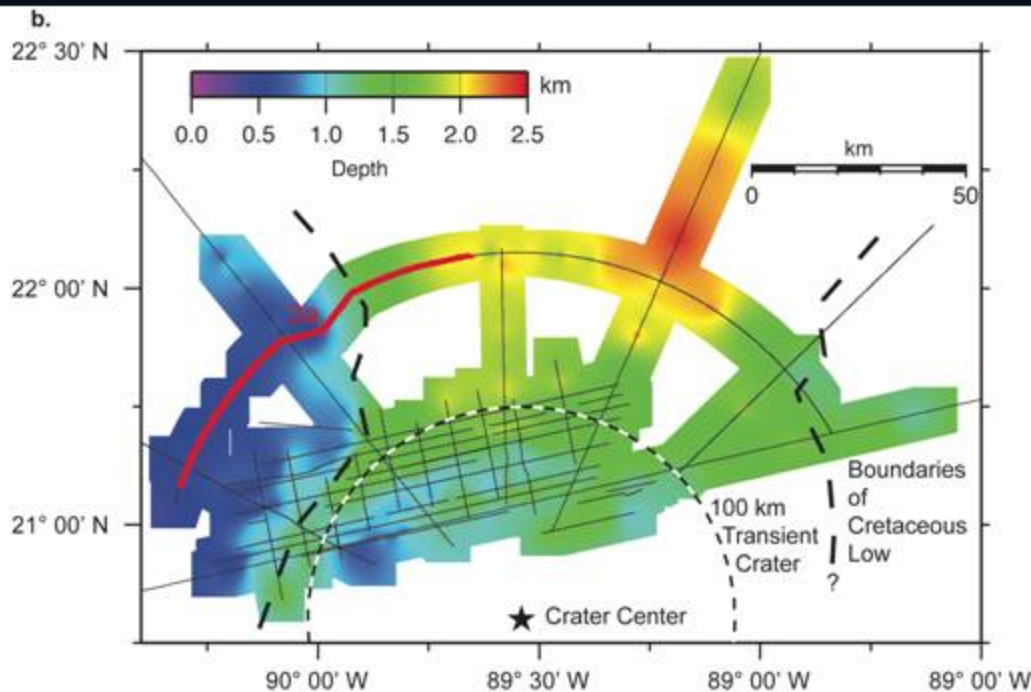 b.
22° 30' N
km
0.0 0.5 1.0 1.5 2.0 2.5
Depth
km
0 50
22° 00' N
Boundaries
of
Cretaceous
Low
?
100 km
Transient
Crater
21° 00' N
Crater Center
90° 00' W 89° 30' W 89° 00' W 89° 00' W